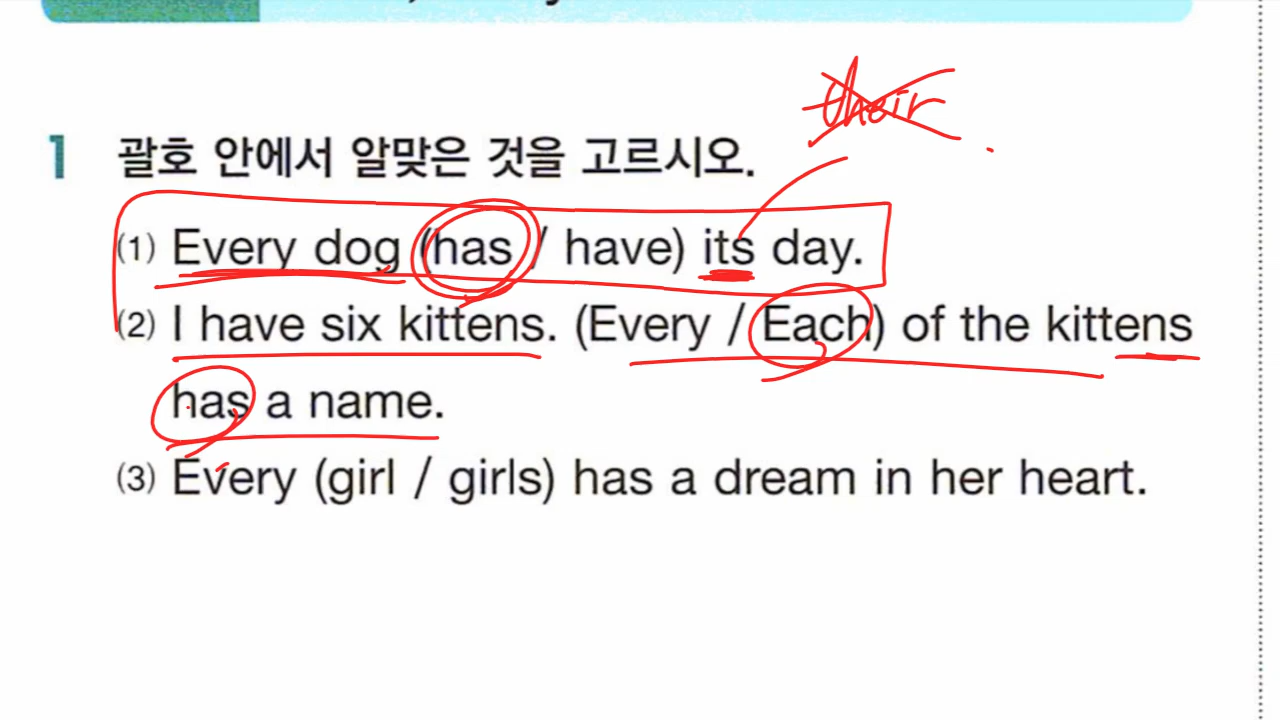 their
1 괄호 안에서 알맞은 것을 고르시오.
(1) Every dog (has / have) its day.
(2) I have six kittens. (Every / Each) of the kittens
has a name.
(3) Every (girl / girls) has a dream in her heart.